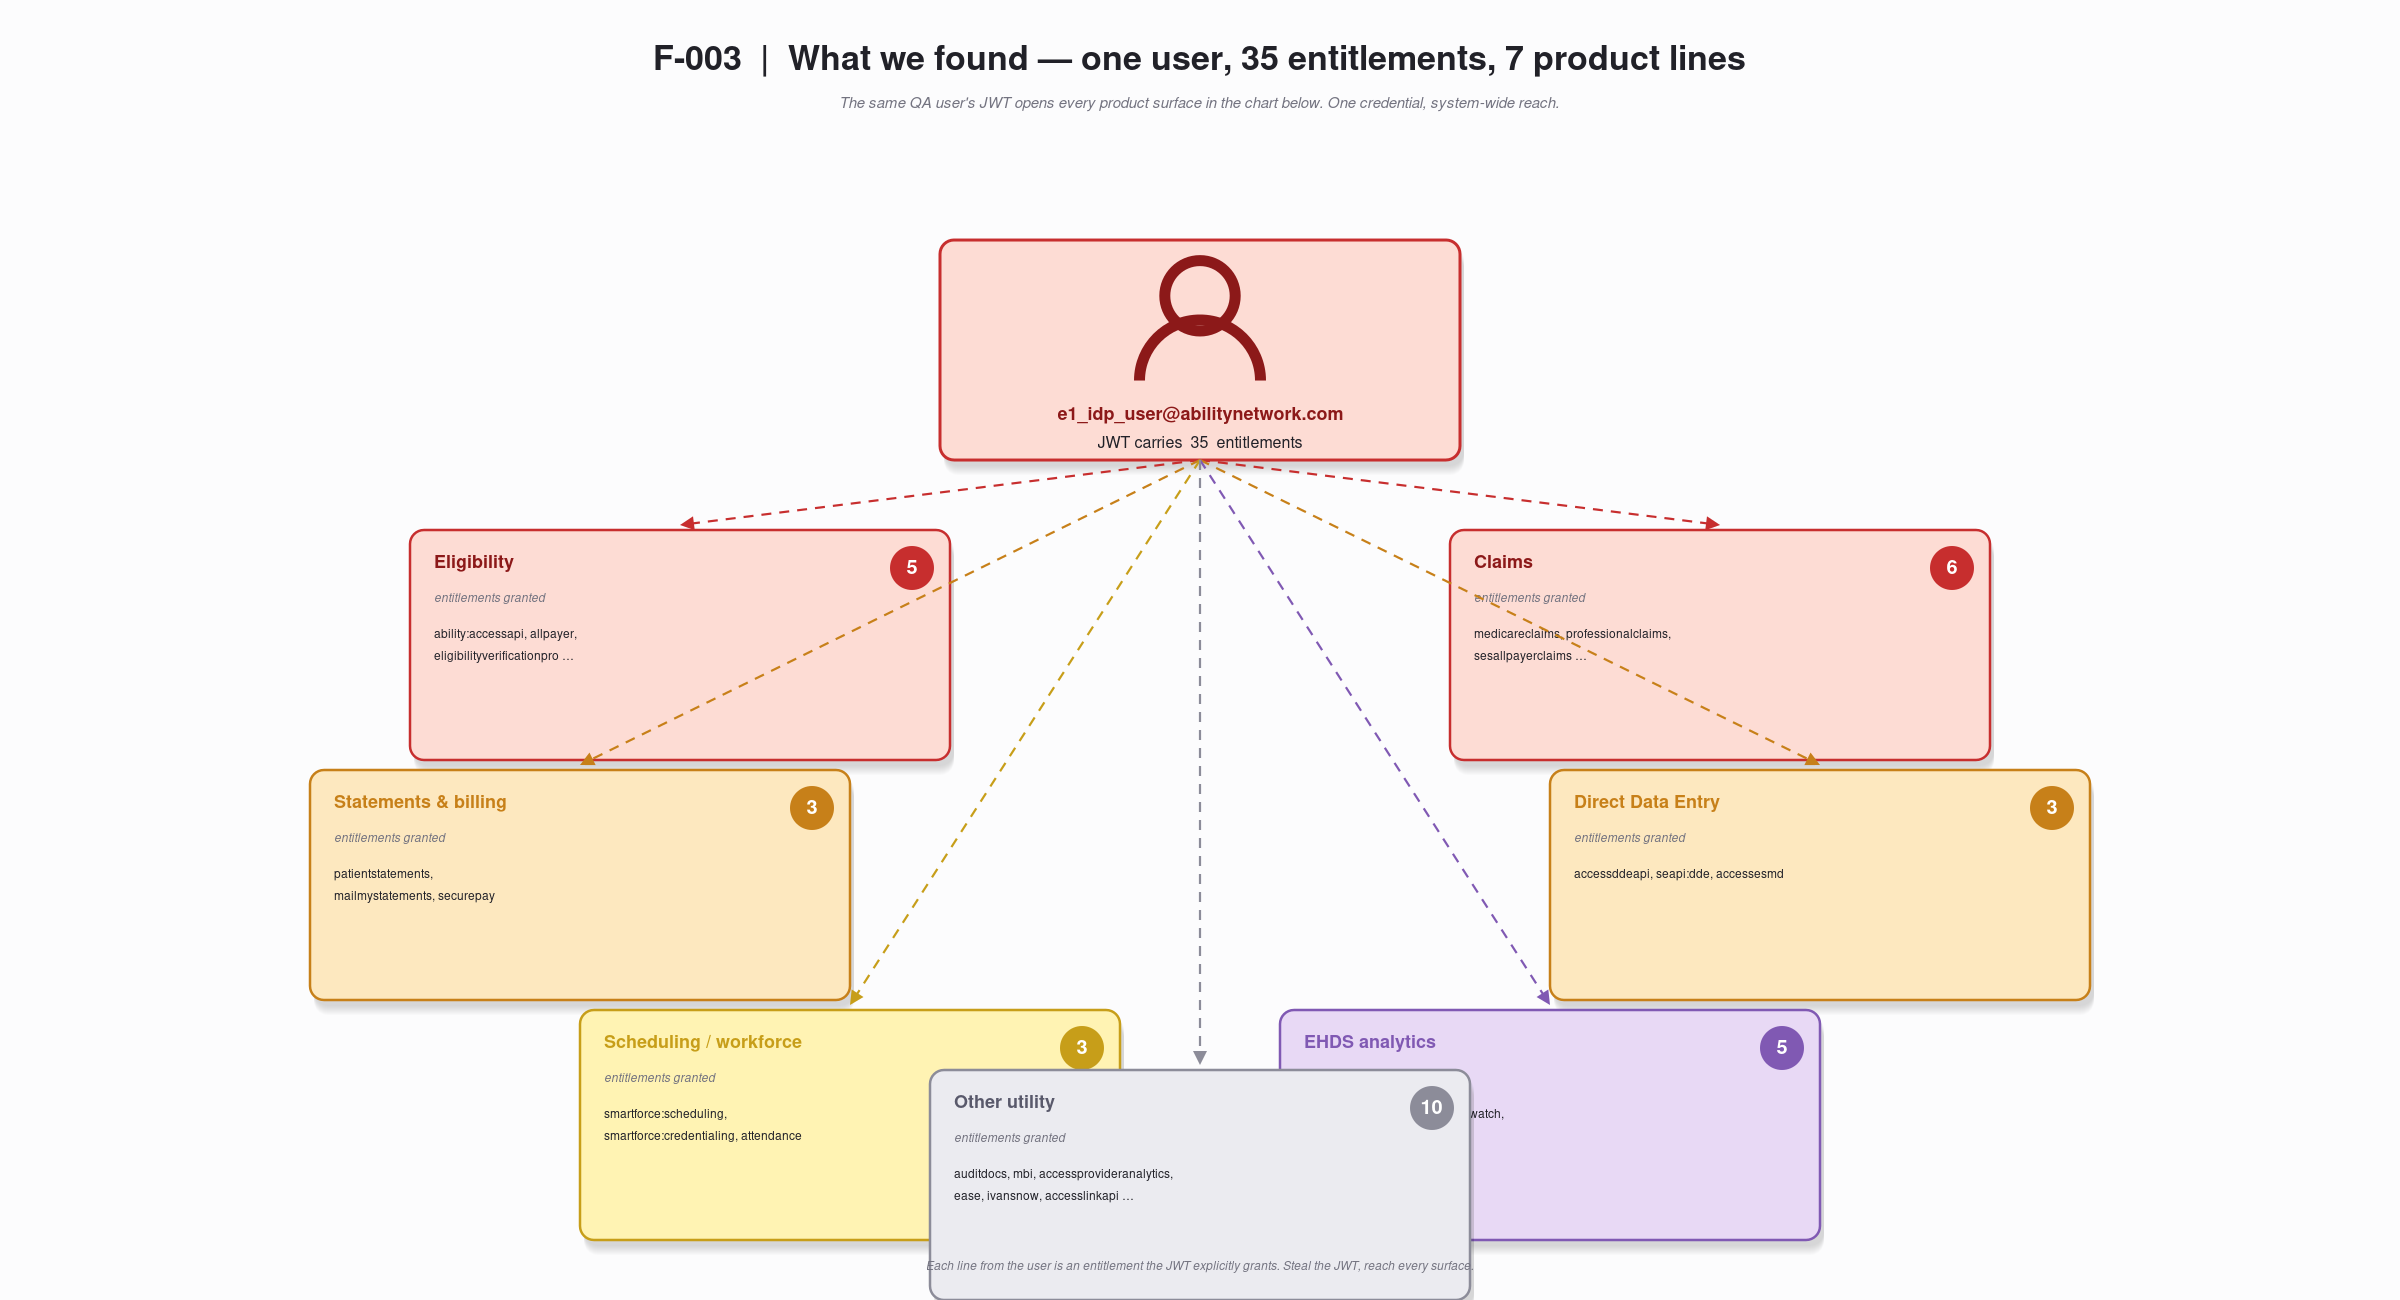 F-003 | What we found — one user, 35 entitlements, 7 product lines
The same QA user's JWT opens every product surface in the chart below. One credential, system-wide reach.
e1_idp_user@abilitynetwork.com
JWT carries 35 entitlements
Eligibility
5
entitlements granted
ability:accessapi, allpayer,
eligibilityverificationpro …
Claims
6
entitlements granted
medicareclaims, professionalclaims,
sesallpayerclaims …
Statements & billing
3
entitlements granted
patientstatements,
mailmystatements, securepay
Direct Data Entry
3
entitlements granted
accessddeapi, seapi:dde, accessesmd
Scheduling / workforce
3
entitlements granted
smartforce:scheduling,
smartforce:credentialing, attendance
EHDS analytics
5
Other utility
10
entitlements granted
auditdocs, mbi, accessprovideranalytics,
ease, ivansnow, accesslinkapi …
Each line from the user is an entitlement the JWT explicitly grants. Steal the JWT, reach every surface.